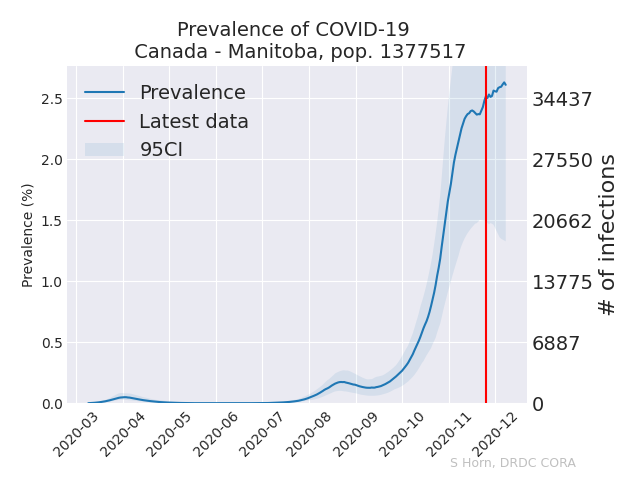 Prevalence of COVID-19
Canada - Manitoba, pop. 1377517
Prevalence
Latest data
95CI
Prevalence (%)
2.5
2.0
1.5
1.0
0.5
0.0
34437
27550
20662
13775
6887
0
# of infections
2020-03
2020-04
2020-05
2020-06
2020-07
2020-08
2020-09
2020-10
2020-11
2020-12
S Horn, DRDC CORA